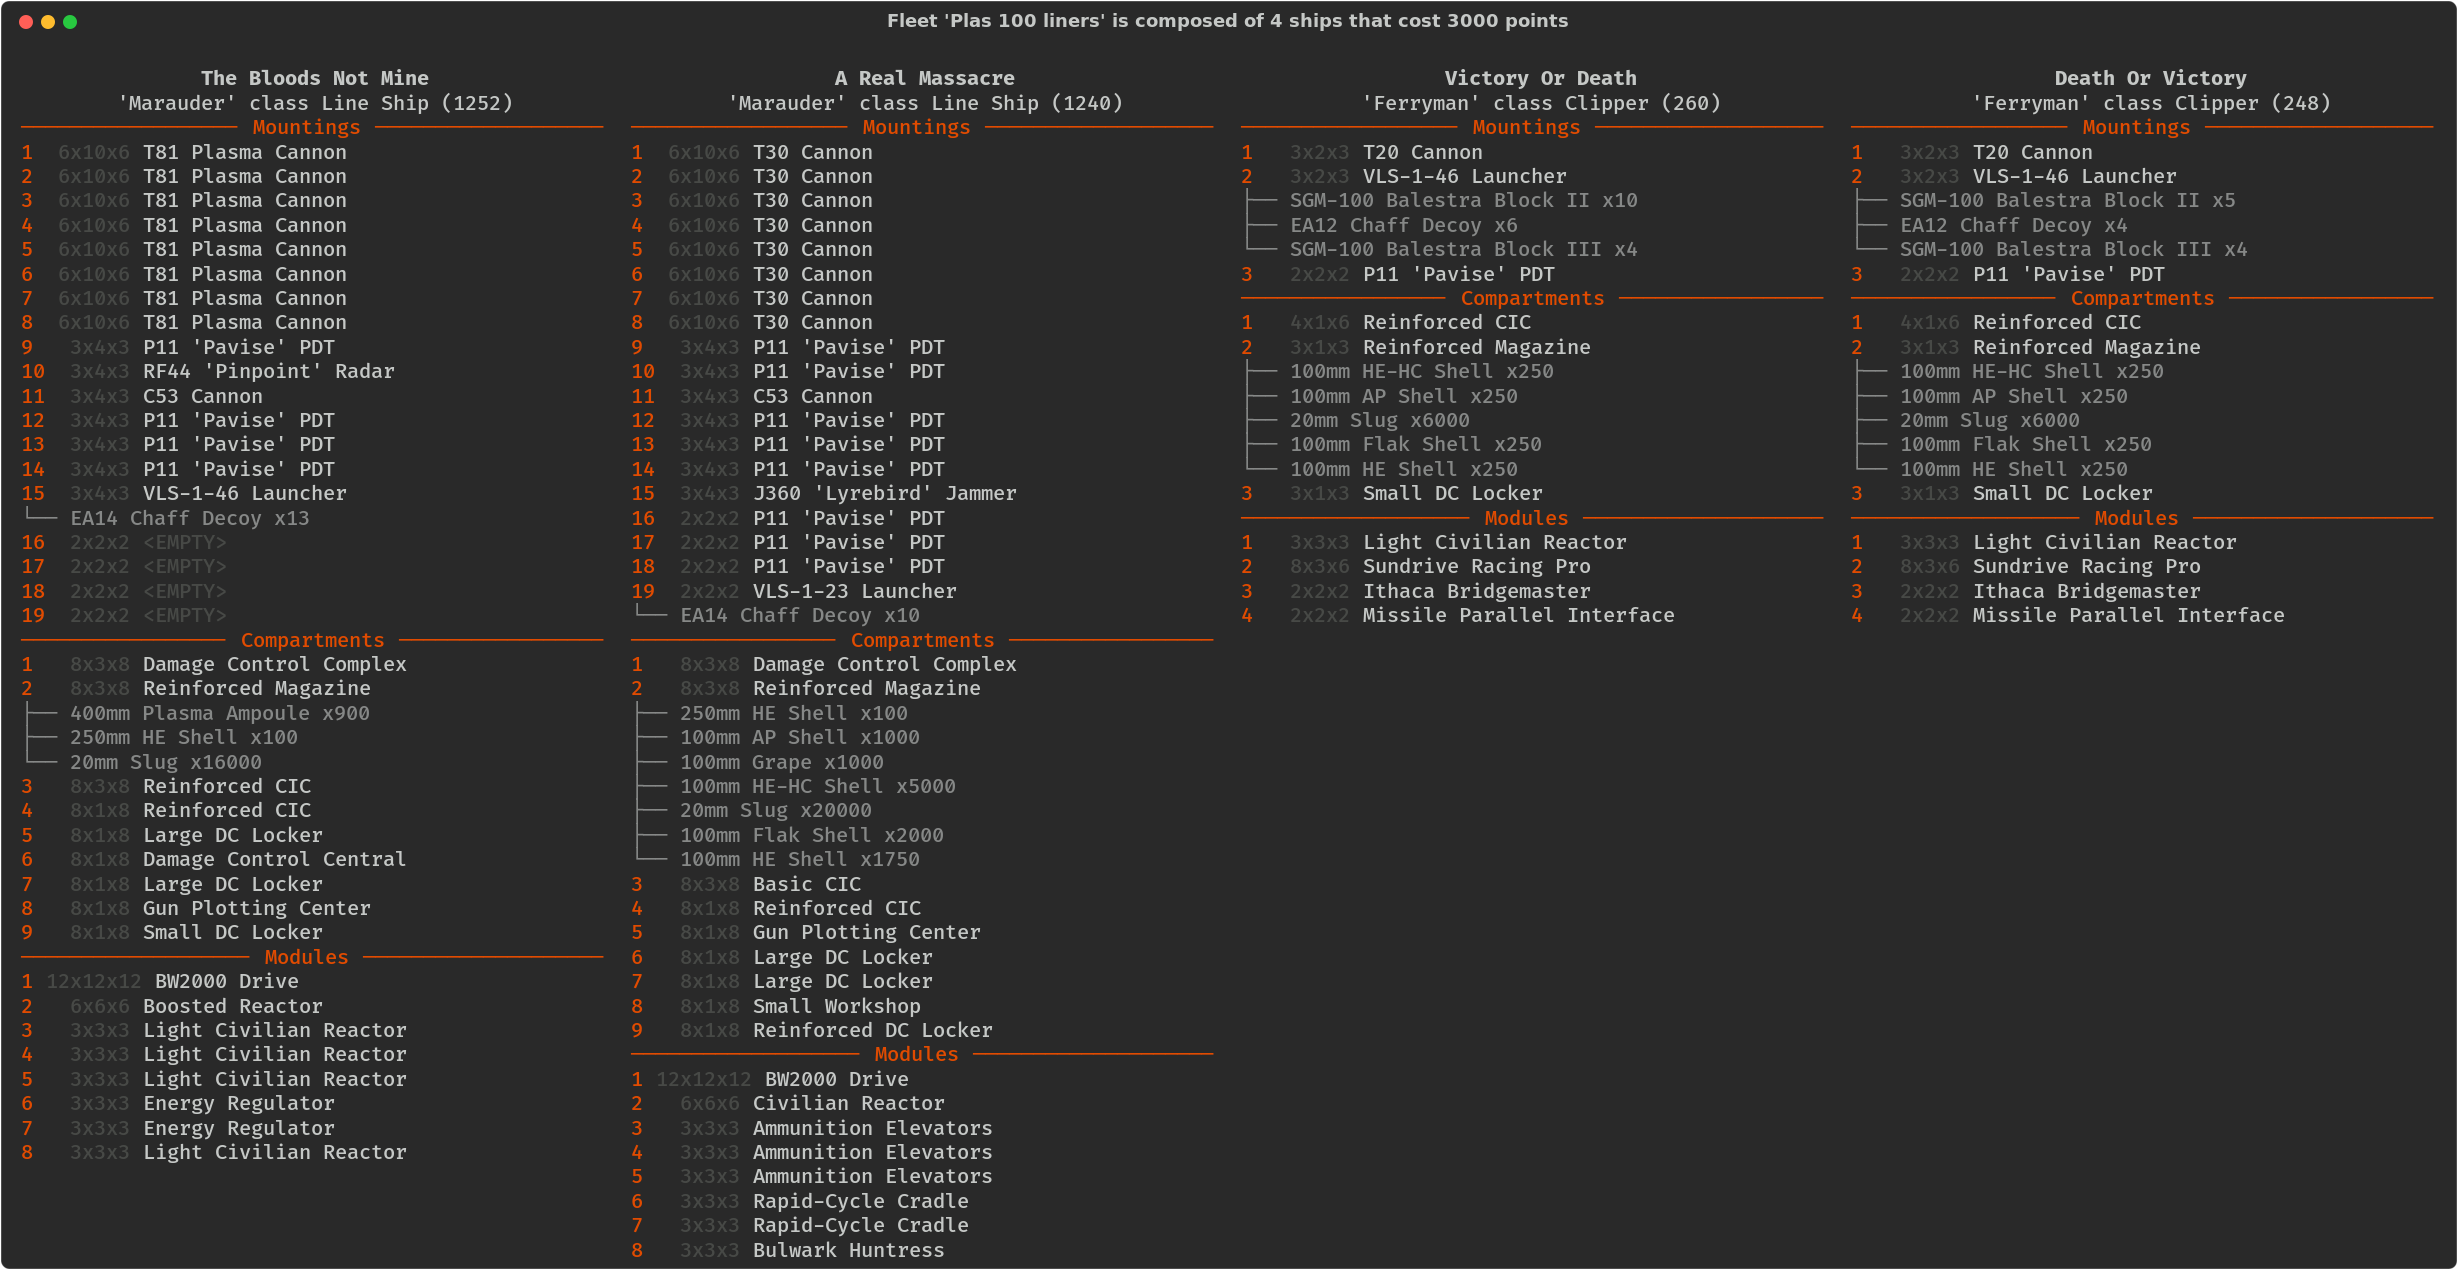 Fleet 'Plas 100 liners' is composed of 4 ships that cost 3000 points
The Bloods Not Mine
'Marauder' class Line Ship (1252)
Mountings
1 6x10x6 T81 Plasma Cannon
2 6x10x6 T81 Plasma Cannon
3 6x10x6 T81 Plasma Cannon
4 6x10x6 T81 Plasma Cannon
5 6x10x6 T81 Plasma Cannon
6 6x10x6 T81 Plasma Cannon
7 6x10x6 T81 Plasma Cannon
8 6x10x6 T81 Plasma Cannon
9 3x4x3 P11 'Pavise' PDT
10 3x4x3 RF44 'Pinpoint' Radar
11 3x4x3 C53 Cannon
12 3x4x3 P11 'Pavise' PDT
13 3x4x3 P11 'Pavise' PDT
14 3x4x3 P11 'Pavise' PDT
15 3x4x3 VLS-1-46 Launcher
EA14 Chaff Decoy x13
16 2x2x2 <EMPTY>
17 2x2x2 <EMPTY>
18 2x2x2 <EMPTY>
19 2x2x2 <EMPTY>
Compartments
1 8x3x8 Damage Control Complex
2 8x3x8 Reinforced Magazine
400mm Plasma Ampoule x900
250mm HE Shell x100
20mm Slug x16000
3 8x3x8 Reinforced CIC
4 8x1x8 Reinforced CIC
5 8x1x8 Large DC Locker
6 8x1x8 Damage Control Central
7 8x1x8 Large DC Locker
8 8x1x8 Gun Plotting Center
9 8x1x8 Small DC Locker
Modules
1 12x12x12 BW2000 Drive
2 6x6x6 Boosted Reactor
3 3x3x3 Light Civilian Reactor
4 3x3x3 Light Civilian Reactor
5 3x3x3 Light Civilian Reactor
6 3x3x3 Energy Regulator
7 3x3x3 Energy Regulator
8 3x3x3 Light Civilian Reactor
A Real Massacre
'Marauder' class Line Ship (1240)
Mountings
1 6x10x6 T30 Cannon
2 6x10x6 T30 Cannon
3 6x10x6 T30 Cannon
4 6x10x6 T30 Cannon
5 6x10x6 T30 Cannon
6 6x10x6 T30 Cannon
7 6x10x6 T30 Cannon
8 6x10x6 T30 Cannon
9 3x4x3 P11 'Pavise' PDT
10 3x4x3 P11 'Pavise' PDT
11 3x4x3 C53 Cannon
12 3x4x3 P11 'Pavise' PDT
13 3x4x3 P11 'Pavise' PDT
14 3x4x3 P11 'Pavise' PDT
15 3x4x3 J360 'Lyrebird' Jammer
16 2x2x2 P11 'Pavise' PDT
17 2x2x2 P11 'Pavise' PDT
18 2x2x2 P11 'Pavise' PDT
19 2x2x2 VLS-1-23 Launcher
EA14 Chaff Decoy x10
Compartments
1 8x3x8 Damage Control Complex
2 8x3x8 Reinforced Magazine
250mm HE Shell x100
100mm AP Shell x1000
100mm Grape x1000
100mm HE-HC Shell x5000
20mm Slug x20000
100mm Flak Shell x2000
100mm HE Shell x1750
3 8x3x8 Basic CIC
4 8x1x8 Reinforced CIC
5 8x1x8 Gun Plotting Center
6 8x1x8 Large DC Locker
7 8x1x8 Large DC Locker
8 8x1x8 Small Workshop
9 8x1x8 Reinforced DC Locker
Modules
1 12x12x12 BW2000 Drive
2 6x6x6 Civilian Reactor
3 3x3x3 Ammunition Elevators
4 3x3x3 Ammunition Elevators
5 3x3x3 Ammunition Elevators
6 3x3x3 Rapid-Cycle Cradle
7 3x3x3 Rapid-Cycle Cradle
8 3x3x3 Bulwark Huntress
Victory Or Death
'Ferryman' class Clipper (260)
Mountings
1 3x2x3 T20 Cannon
2 3x2x3 VLS-1-46 Launcher
SGM-100 Balestra Block II x10
EA12 Chaff Decoy x6
SGM-100 Balestra Block III x4
3 2x2x2 P11 'Pavise' PDT
Compartments
1 4x1x6 Reinforced CIC
2 3x1x3 Reinforced Magazine
100mm HE-HC Shell x250
100mm AP Shell x250
20mm Slug x6000
100mm Flak Shell x250
100mm HE Shell x250
3 3x1x3 Small DC Locker
Modules
1 3x3x3 Light Civilian Reactor
2 8x3x6 Sundrive Racing Pro
3 2x2x2 Ithaca Bridgemaster
4 2x2x2 Missile Parallel Interface
Death Or Victory
'Ferryman' class Clipper (248)
Mountings
1 3x2x3 T20 Cannon
2 3x2x3 VLS-1-46 Launcher
SGM-100 Balestra Block II x5
EA12 Chaff Decoy x4
SGM-100 Balestra Block III x4
3 2x2x2 P11 'Pavise' PDT
Compartments
1 4x1x6 Reinforced CIC
2 3x1x3 Reinforced Magazine
100mm HE-HC Shell x250
100mm AP Shell x250
20mm Slug x6000
100mm Flak Shell x250
100mm HE Shell x250
3 3x1x3 Small DC Locker
Modules
1 3x3x3 Light Civilian Reactor
2 8x3x6 Sundrive Racing Pro
3 2x2x2 Ithaca Bridgemaster
4 2x2x2 Missile Parallel Interface